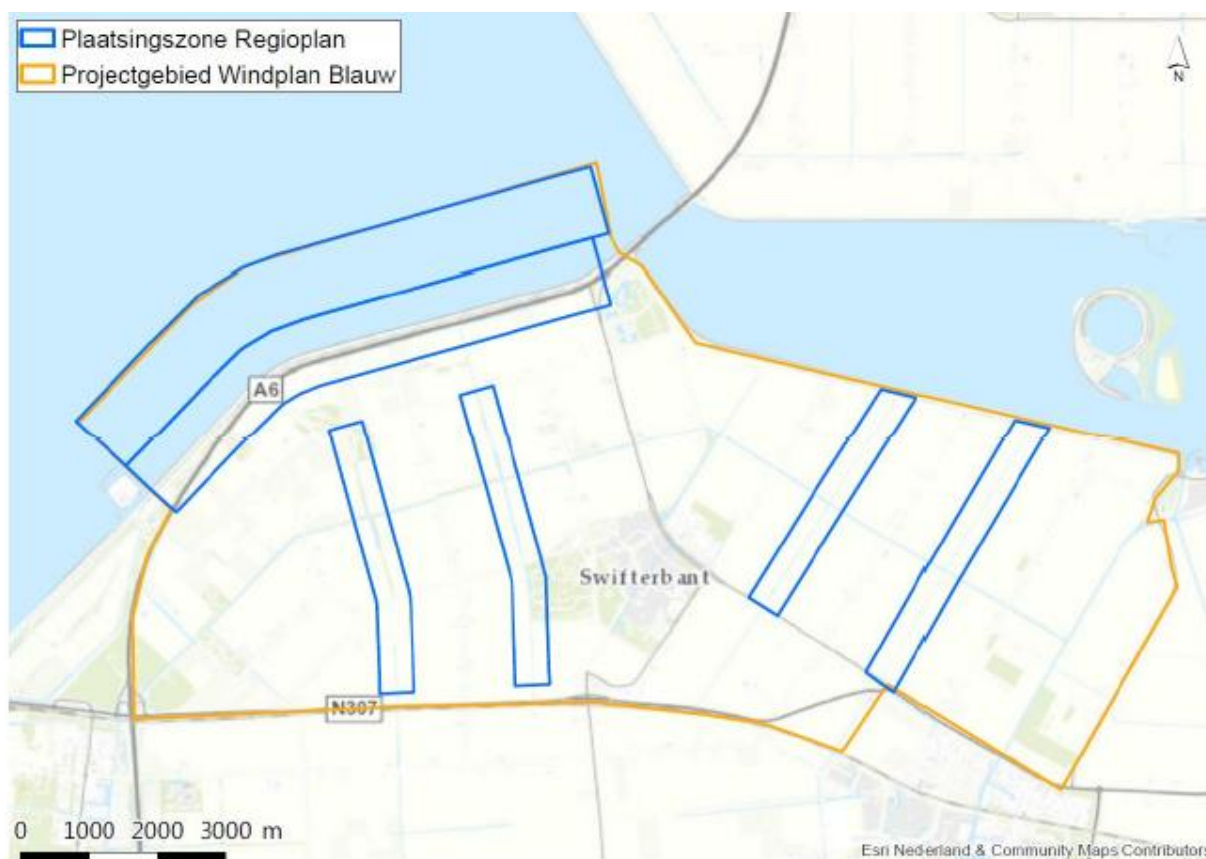 Plaatsingszone Regioplan
Projectgebied Windplan Blauw
N
A6
Swifterbant
N307
0 1000 2000 3000 m
Esri Nederland & Community Maps Contributors